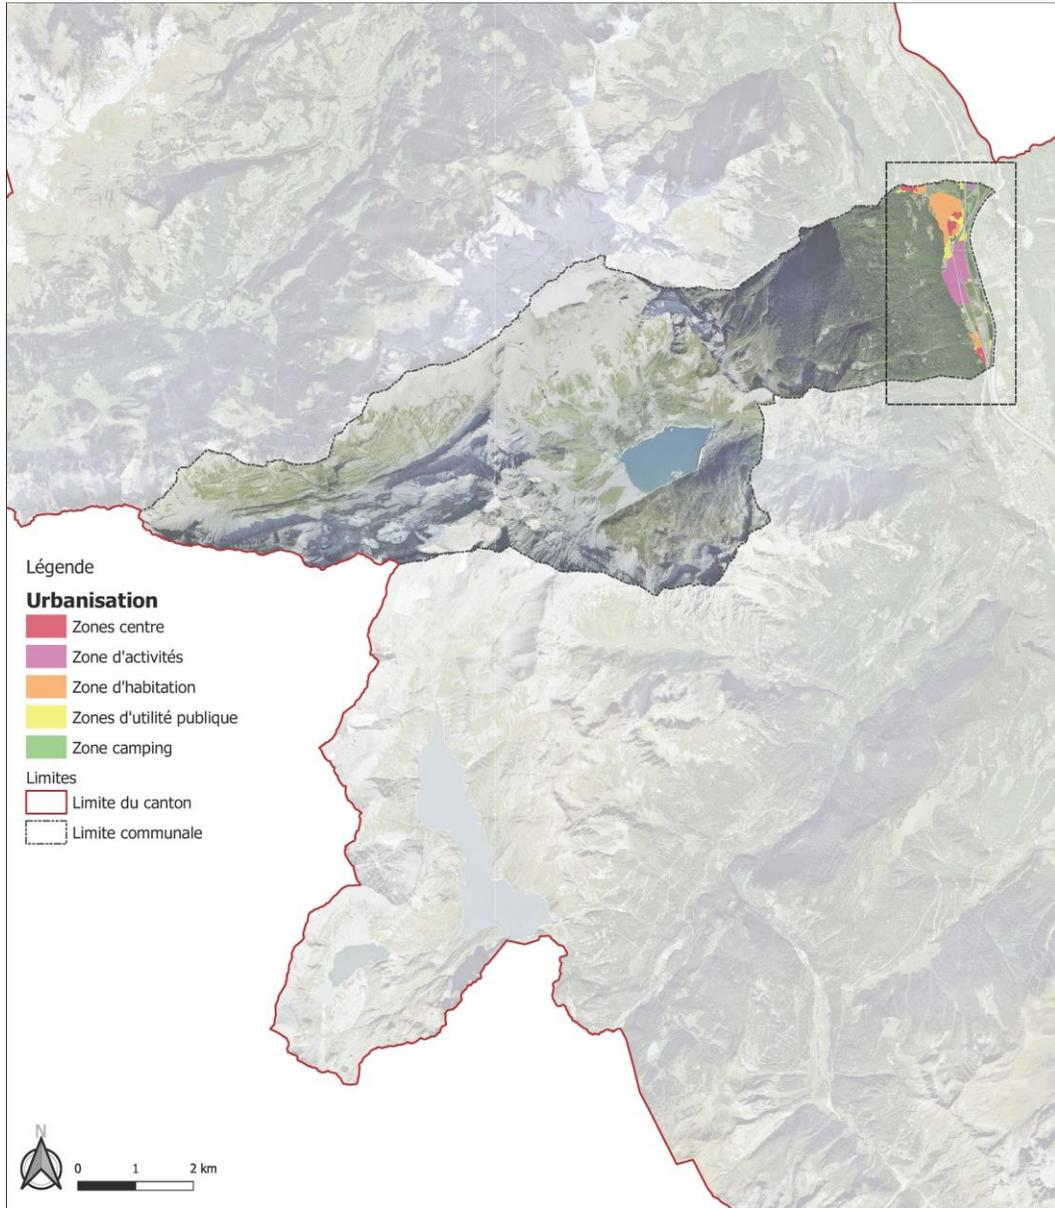 Légende
Urbanisation
Zones centre
Zone d'activités
Zone d'habitation
Zones d'utilité publique
Zone camping
Limites
Limite du canton
Limite communale
N
0 1 2 km